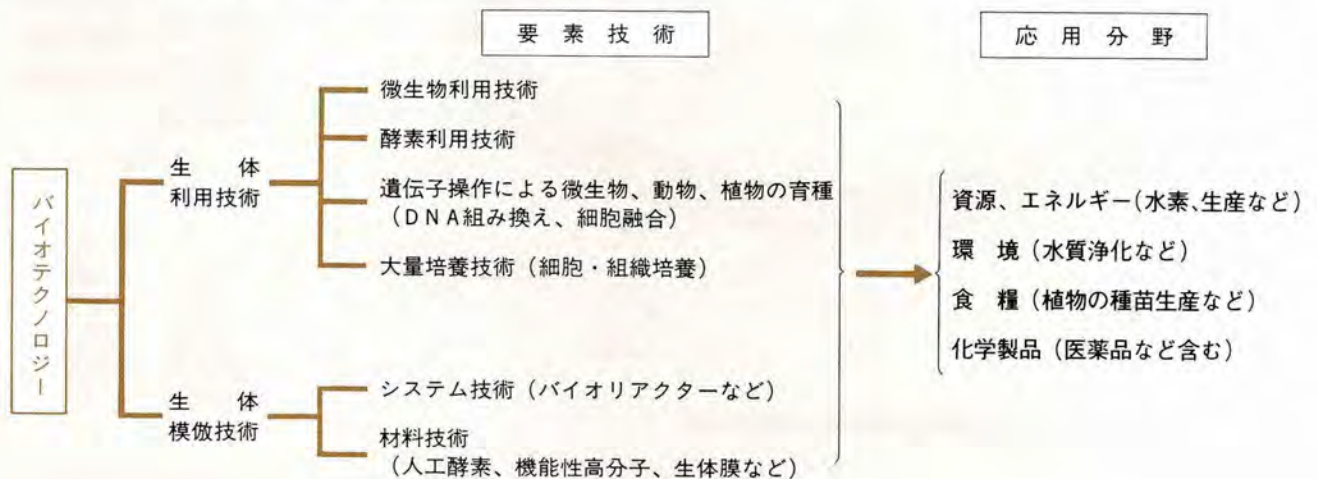 要素技術
応用分野
バイオテクノロジー
生体
利用技術
微生物利用技術
酵素利用技術
遺伝子操作による微生物、動物、植物の育種
（DNA組み換え、細胞融合）
大量培養技術（細胞・組織培養）
生体
模倣技術
システム技術（バイオリアクターなど）
材料技術
（人工酵素、機能性高分子、生体膜など）
資源、エネルギー（水素、生産など）
環境（水質浄化など）
食糧（植物の種苗生産など）
化学製品（医薬品など含む）